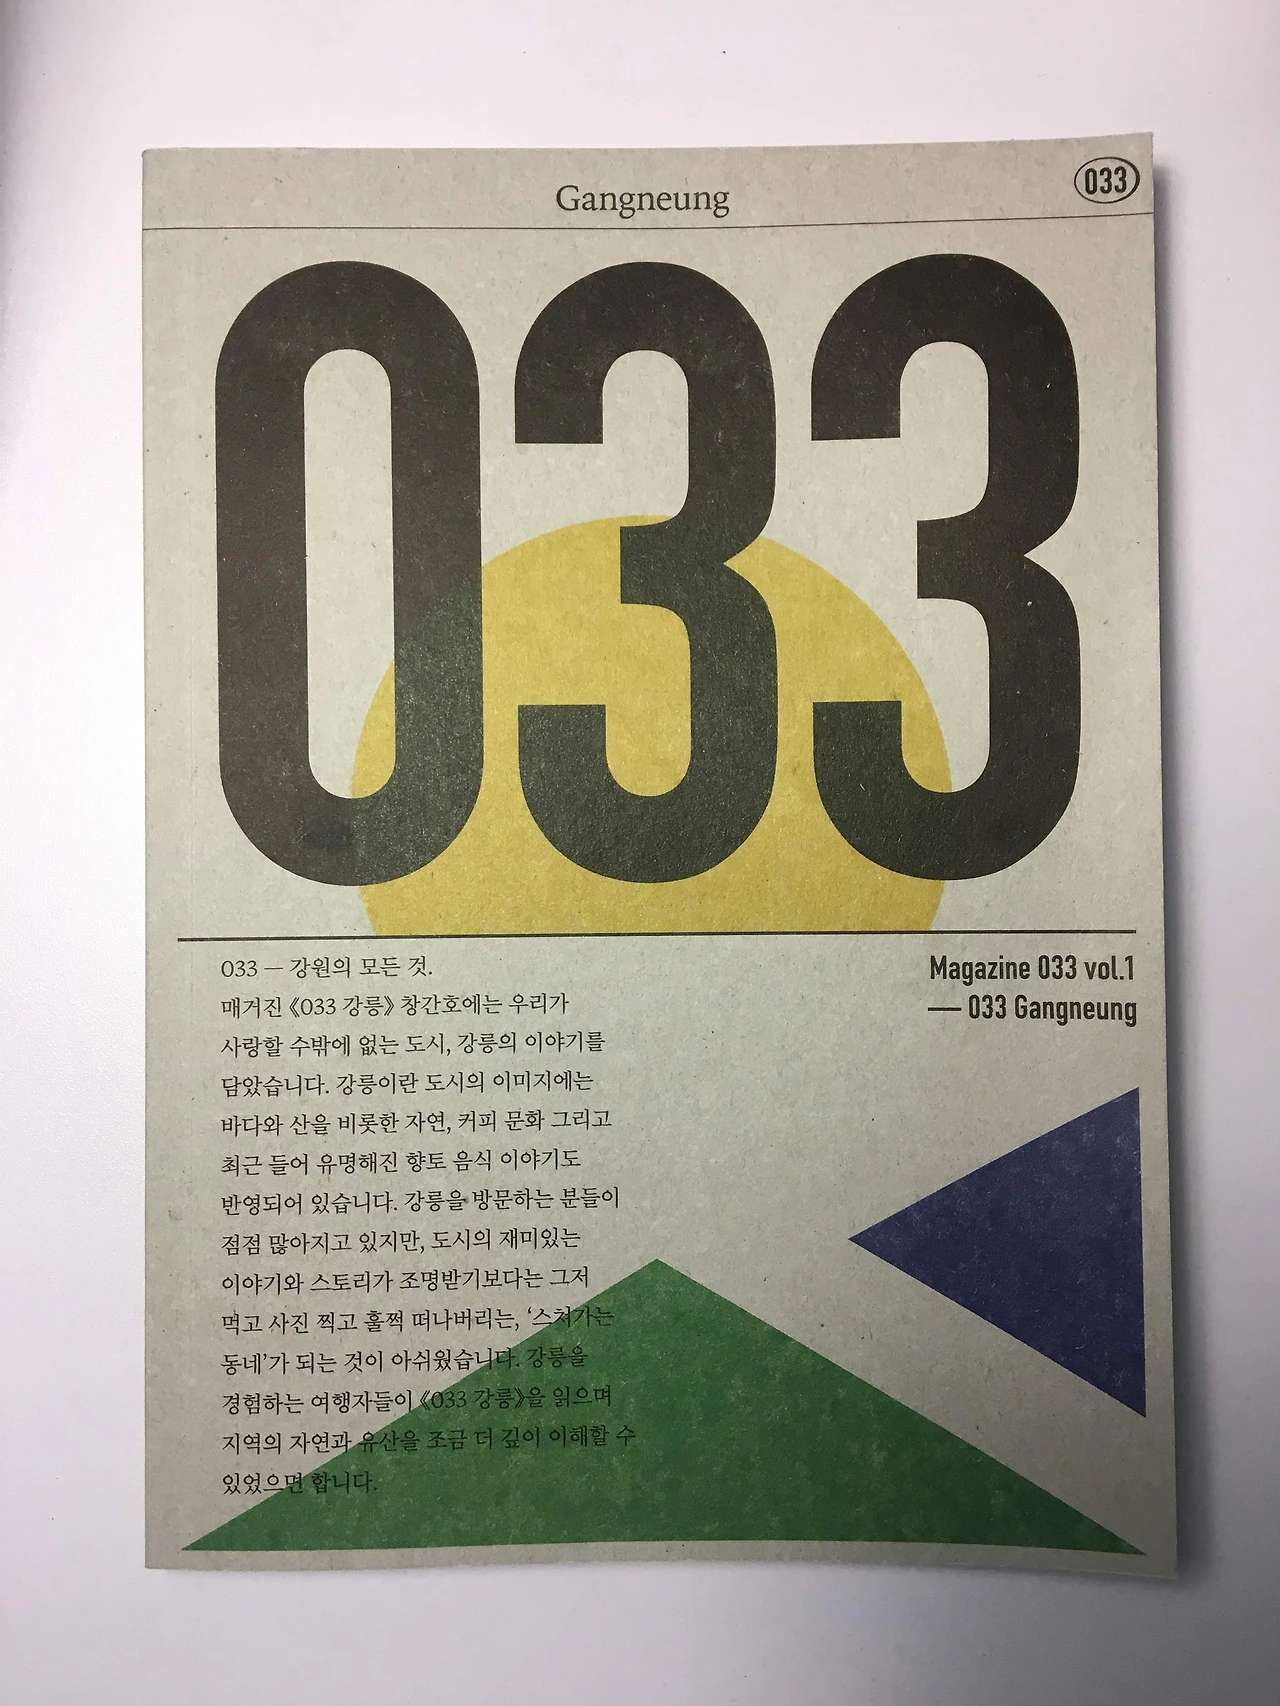 Gangneung
033
033
033 — 강원의 모든 것.
매거진 《033 강릉》 창간호에는 우리가
사랑할 수밖에 없는 도시, 강릉의 이야기를
담았습니다. 강릉이란 도시의 이미지에는
바다와 산을 비롯한 자연, 커피 문화 그리고
최근 들어 유명해진 향토 음식 이야기도
반영되어 있습니다. 강릉을 방문하는 분들이
점점 많아지고 있지만, 도시의 재미있는
이야기와 스토리가 조명받기보다는 그저
먹고 사진 찍고 훌쩍 떠나버리는, ‘스쳐가는
동네’가 되는 것이 아쉬웠습니다. 강릉을
경험하는 여행자들이 《033 강릉》을 읽으며
지역의 자연과 유산을 조금 더 깊이 이해할 수
있었으면 합니다.
Magazine 033 vol.1
— 033 Gangneung